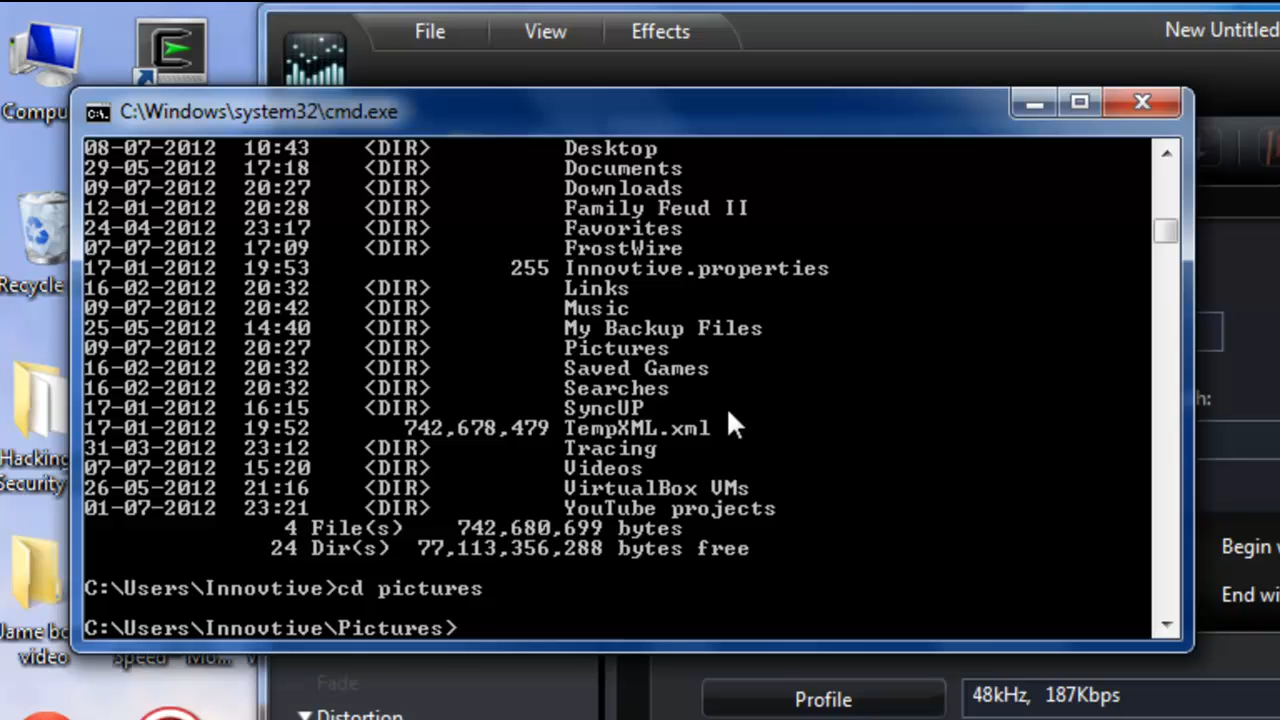 File View Effects New Untitled
Compu
C:\Windows\system32\cmd.exe
08-07-2012 10:43 <DIR> Desktop
29-05-2012 17:18 <DIR> Documents
09-07-2012 20:27 <DIR> Downloads
12-01-2012 20:28 <DIR> Family Feud II
24-04-2012 23:17 <DIR> Favorites
07-07-2012 17:09 <DIR> FrostWire
17-01-2012 19:53 255 Innovtive.properties
16-02-2012 20:32 <DIR> Links
09-07-2012 20:42 <DIR> Music
25-05-2012 14:40 <DIR> My Backup Files
09-07-2012 20:27 <DIR> Pictures
16-02-2012 20:32 <DIR> Saved Games
16-02-2012 20:32 <DIR> Searches
17-01-2012 16:15 <DIR> SyncUP
17-01-2012 19:52 742,678,479 TempXML.xml
31-03-2012 23:12 <DIR> Tracing
07-07-2012 15:20 <DIR> Videos
26-05-2012 21:16 <DIR> VirtualBox VMs
01-07-2012 23:21 <DIR> YouTube projects
4 File(s) 742,680,699 bytes
24 Dir(s) 77,113,356,288 bytes free
C:\Users\Innovtive>cd pictures
C:\Users\Innovtive\Pictures>
Recycle
Hacking
Security
video
h:
Begin
End wi
Fade
Distortion
Profile 48kHz, 187Kbps